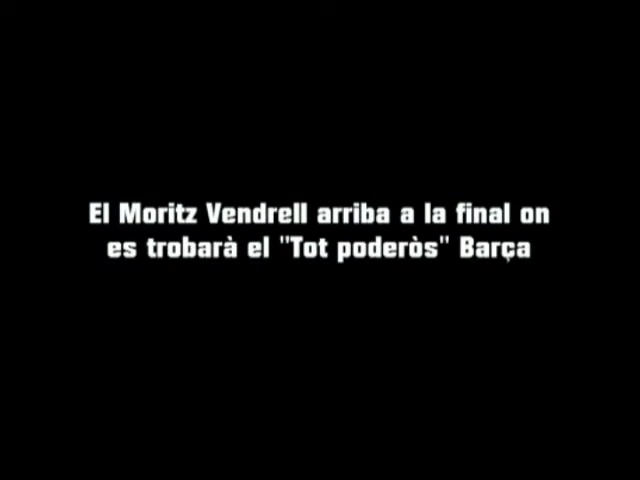 El Moritz Vendrell arriba a la final on
es trobarà el "Tot poderòs" Barça